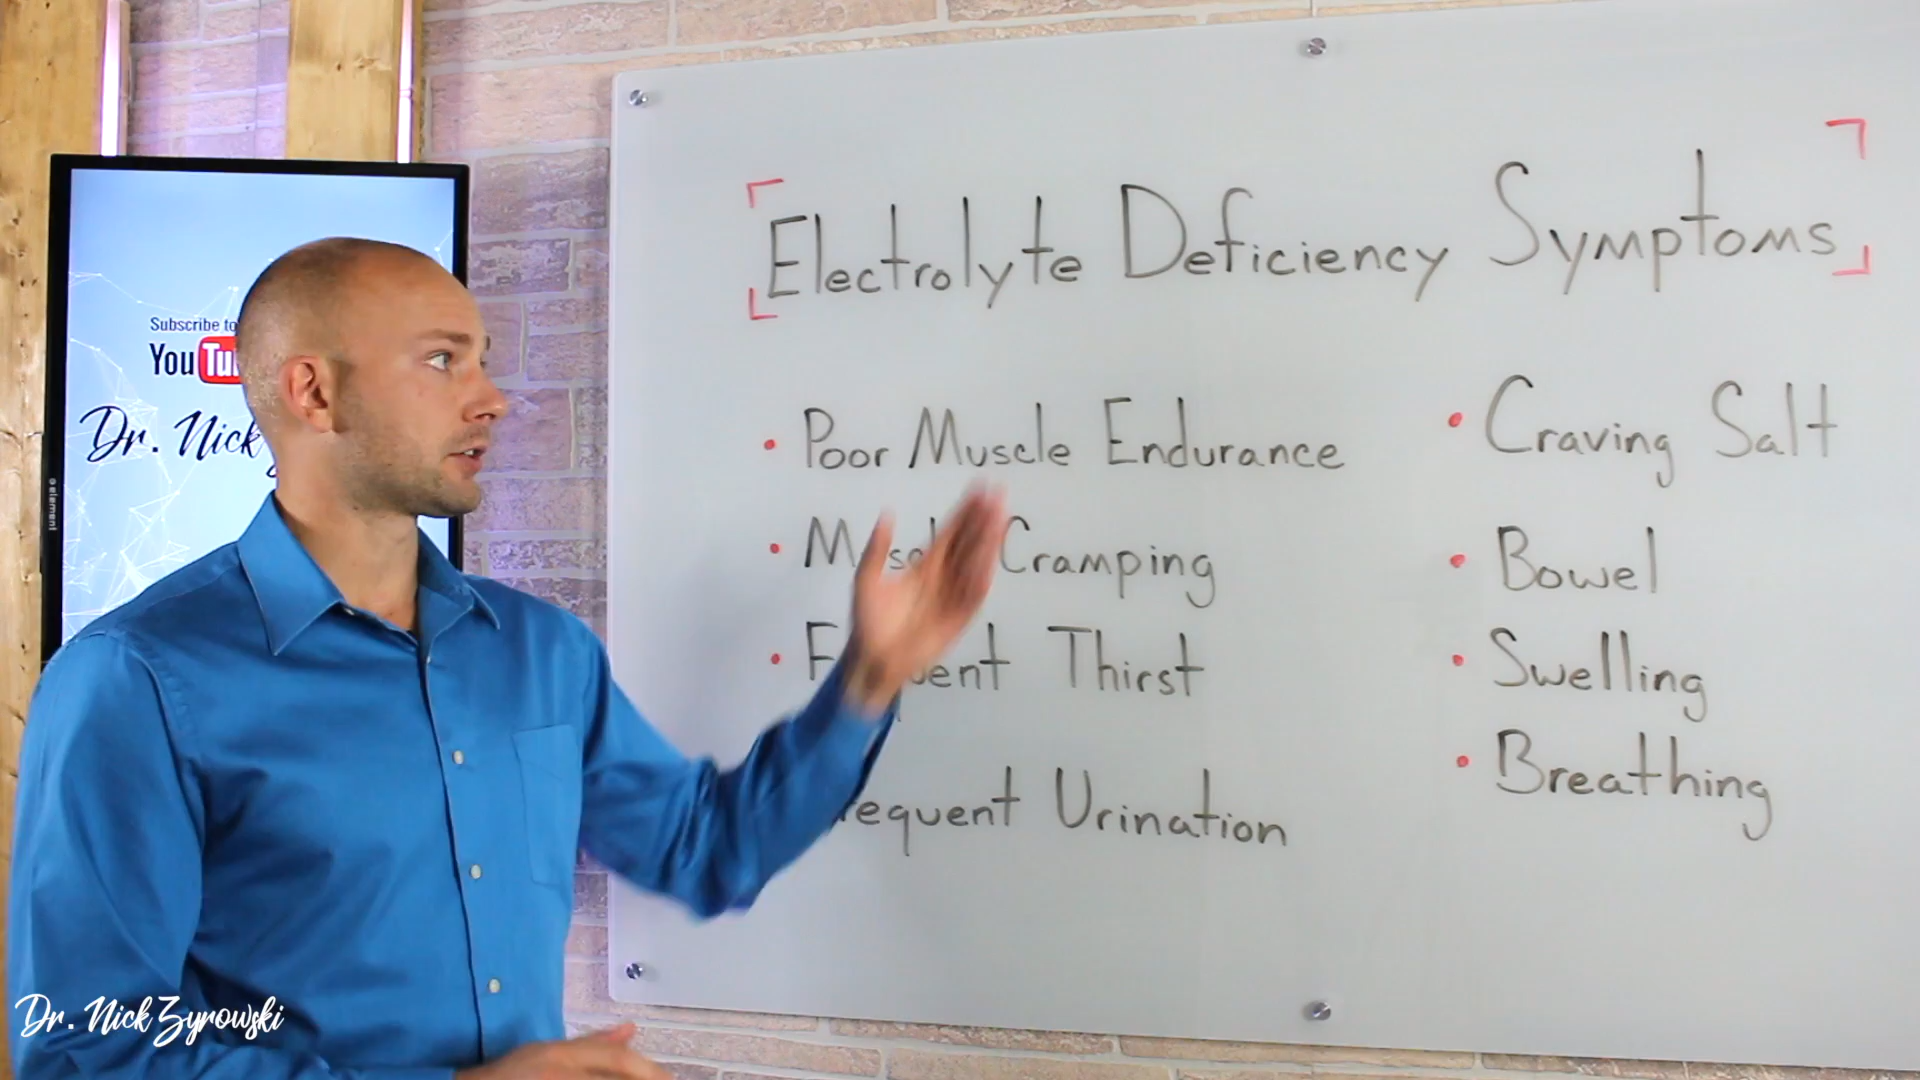 Electrolyte Deficiency Symptoms
Poor Muscle Endurance
Cramping
Thirst
Urination
Craving Salt
Bowel
Swelling
Breathing
Subscribe to
You
Dr. Nick
element
Dr. Nick Zyrowski